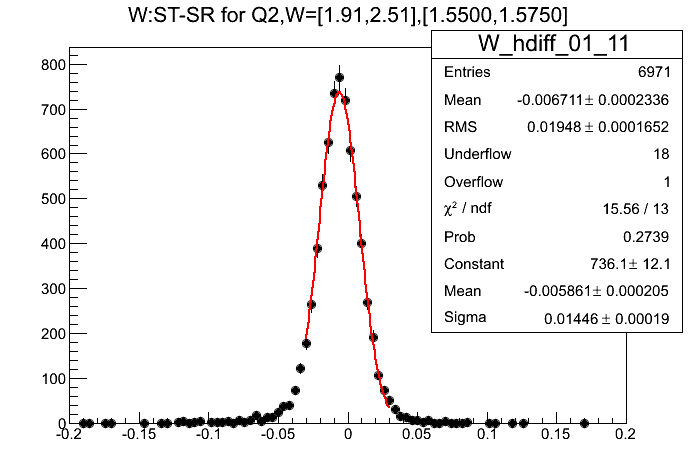 W:ST-SR for Q2,W=[1.91,2.51],[1.5500,1.5750]
W_hdiff_01_11
Entries 6971
Mean -0.006711± 0.0002336
RMS 0.01948 ± 0.0001652
Underflow 18
Overflow 1
χ² / ndf 15.56 / 13
Prob 0.2739
Constant 736.1± 12.1
Mean -0.005861± 0.000205
Sigma 0.01446 ± 0.00019
800
700
600
500
400
300
200
100
0
-0.2 -0.15 -0.1 -0.05 0 0.05 0.1 0.15 0.2